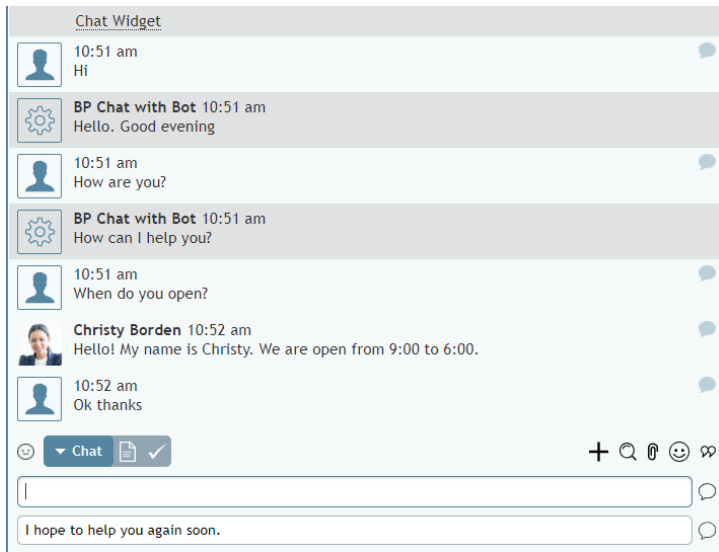 Chat Widget
10:51 am
Hi
BP Chat with Bot 10:51 am
Hello. Good evening
10:51 am
How are you?
BP Chat with Bot 10:51 am
How can I help you?
10:51 am
When do you open?
Christy Borden 10:52 am
Hello! My name is Christy. We are open from 9:00 to 6:00.
10:52 am
Ok thanks
Chat
I hope to help you again soon.